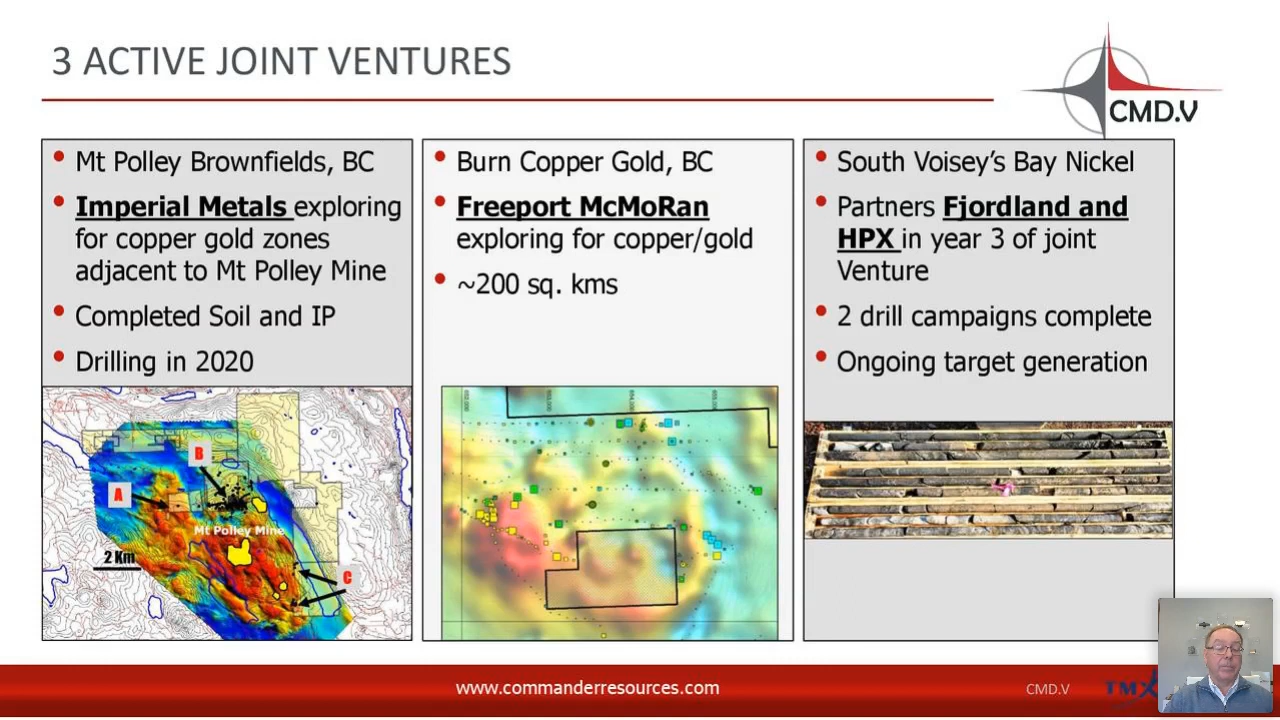 3 ACTIVE JOINT VENTURES
CMD.V
• Mt Polley Brownfields, BC
• Imperial Metals exploring
for copper gold zones
adjacent to Mt Polley Mine
• Completed Soil and IP
• Drilling in 2020
B
A
Mt Polley Mine
2 Km
C
• Burn Copper Gold, BC
• Freeport McMoRan
exploring for copper/gold
• ~200 sq. kms
• South Voisey's Bay Nickel
• Partners Fjordland and
HPX in year 3 of joint
Venture
• 2 drill campaigns complete
• Ongoing target generation
www.commanderresources.com
CMD.V
TMX